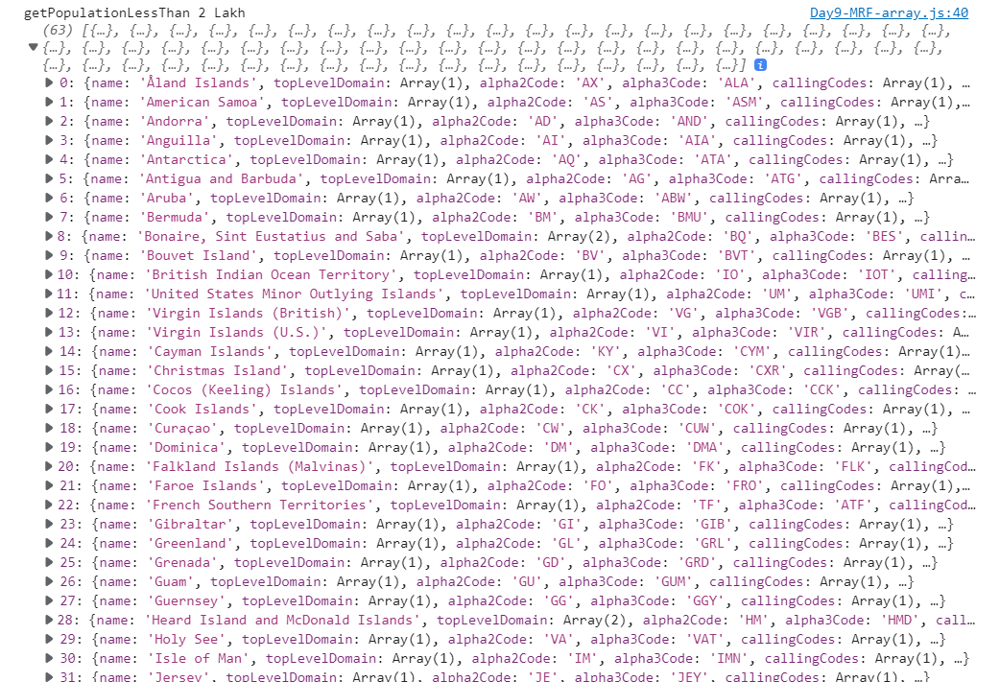 getPopulationLessThan 2 Lakh Day9-MRF-array.js:40
(63) [{…}, {…}, {…}, {…}, {…}, {…}, {…}, {…}, {…}, {…}, {…}, {…}, {…}, {…}, {…}, {…}, {…}, {…}, {…}, {…}, {…}, {…},
{…}, {…}, {…}, {…}, {…}, {…}, {…}, {…}, {…}, {…}, {…}, {…}, {…}, {…}, {…}, {…}, {…}, {…}, {…}, {…}, {…}, {…}, {…},
{…}, {…}, {…}, {…}, {…}, {…}, {…}, {…}, {…}, {…}, {…}, {…}, {…}, {…}, {…}, {…}, {…}, {…}] i
0: {name: 'Åland Islands', topLevelDomain: Array(1), alpha2Code: 'AX', alpha3Code: 'ALA', callingCodes: Array(1), …
1: {name: 'American Samoa', topLevelDomain: Array(1), alpha2Code: 'AS', alpha3Code: 'ASM', callingCodes: Array(1),…
2: {name: 'Andorra', topLevelDomain: Array(1), alpha2Code: 'AD', alpha3Code: 'AND', callingCodes: Array(1), …}
3: {name: 'Anguilla', topLevelDomain: Array(1), alpha2Code: 'AI', alpha3Code: 'AIA', callingCodes: Array(1), …}
4: {name: 'Antarctica', topLevelDomain: Array(1), alpha2Code: 'AQ', alpha3Code: 'ATA', callingCodes: Array(1), …}
5: {name: 'Antigua and Barbuda', topLevelDomain: Array(1), alpha2Code: 'AG', alpha3Code: 'ATG', callingCodes: Arra…
6: {name: 'Aruba', topLevelDomain: Array(1), alpha2Code: 'AW', alpha3Code: 'ABW', callingCodes: Array(1), …}
7: {name: 'Bermuda', topLevelDomain: Array(1), alpha2Code: 'BM', alpha3Code: 'BMU', callingCodes: Array(1), …}
8: {name: 'Bonaire, Sint Eustatius and Saba', topLevelDomain: Array(2), alpha2Code: 'BQ', alpha3Code: 'BES', callin…
9: {name: 'Bouvet Island', topLevelDomain: Array(1), alpha2Code: 'BV', alpha3Code: 'BVT', callingCodes: Array(1), …
10: {name: 'British Indian Ocean Territory', topLevelDomain: Array(1), alpha2Code: 'IO', alpha3Code: 'IOT', calling…
11: {name: 'United States Minor Outlying Islands', topLevelDomain: Array(1), alpha2Code: 'UM', alpha3Code: 'UMI', c…
12: {name: 'Virgin Islands (British)', topLevelDomain: Array(1), alpha2Code: 'VG', alpha3Code: 'VGB', callingCodes:…
13: {name: 'Virgin Islands (U.S.)', topLevelDomain: Array(1), alpha2Code: 'VI', alpha3Code: 'VIR', callingCodes: A…
14: {name: 'Cayman Islands', topLevelDomain: Array(1), alpha2Code: 'KY', alpha3Code: 'CYM', callingCodes: Array(1)…
15: {name: 'Christmas Island', topLevelDomain: Array(1), alpha2Code: 'CX', alpha3Code: 'CXR', callingCodes: Array(…
16: {name: 'Cocos (Keeling) Islands', topLevelDomain: Array(1), alpha2Code: 'CC', alpha3Code: 'CCK', callingCodes: …
17: {name: 'Cook Islands', topLevelDomain: Array(1), alpha2Code: 'CK', alpha3Code: 'COK', callingCodes: Array(1), …
18: {name: 'Curaçao', topLevelDomain: Array(1), alpha2Code: 'CW', alpha3Code: 'CUW', callingCodes: Array(1), …}
19: {name: 'Dominica', topLevelDomain: Array(1), alpha2Code: 'DM', alpha3Code: 'DMA', callingCodes: Array(1), …}
20: {name: 'Falkland Islands (Malvinas)', topLevelDomain: Array(1), alpha2Code: 'FK', alpha3Code: 'FLK', callingCod…
21: {name: 'Faroe Islands', topLevelDomain: Array(1), alpha2Code: 'FO', alpha3Code: 'FRO', callingCodes: Array(1),…
22: {name: 'French Southern Territories', topLevelDomain: Array(1), alpha2Code: 'TF', alpha3Code: 'ATF', callingCod…
23: {name: 'Gibraltar', topLevelDomain: Array(1), alpha2Code: 'GI', alpha3Code: 'GIB', callingCodes: Array(1), …}
24: {name: 'Greenland', topLevelDomain: Array(1), alpha2Code: 'GL', alpha3Code: 'GRL', callingCodes: Array(1), …}
25: {name: 'Grenada', topLevelDomain: Array(1), alpha2Code: 'GD', alpha3Code: 'GRD', callingCodes: Array(1), …}
26: {name: 'Guam', topLevelDomain: Array(1), alpha2Code: 'GU', alpha3Code: 'GUM', callingCodes: Array(1), …}
27: {name: 'Guernsey', topLevelDomain: Array(1), alpha2Code: 'GG', alpha3Code: 'GGY', callingCodes: Array(1), …}
28: {name: 'Heard Island and McDonald Islands', topLevelDomain: Array(2), alpha2Code: 'HM', alpha3Code: 'HMD', call…
29: {name: 'Holy See', topLevelDomain: Array(1), alpha2Code: 'VA', alpha3Code: 'VAT', callingCodes: Array(1), …}
30: {name: 'Isle of Man', topLevelDomain: Array(1), alpha2Code: 'IM', alpha3Code: 'IMN', callingCodes: Array(1), …}
31: {name: 'Jersey', topLevelDomain: Array(1), alpha2Code: 'JE', alpha3Code: 'JEY', callingCodes: Array(1), …}